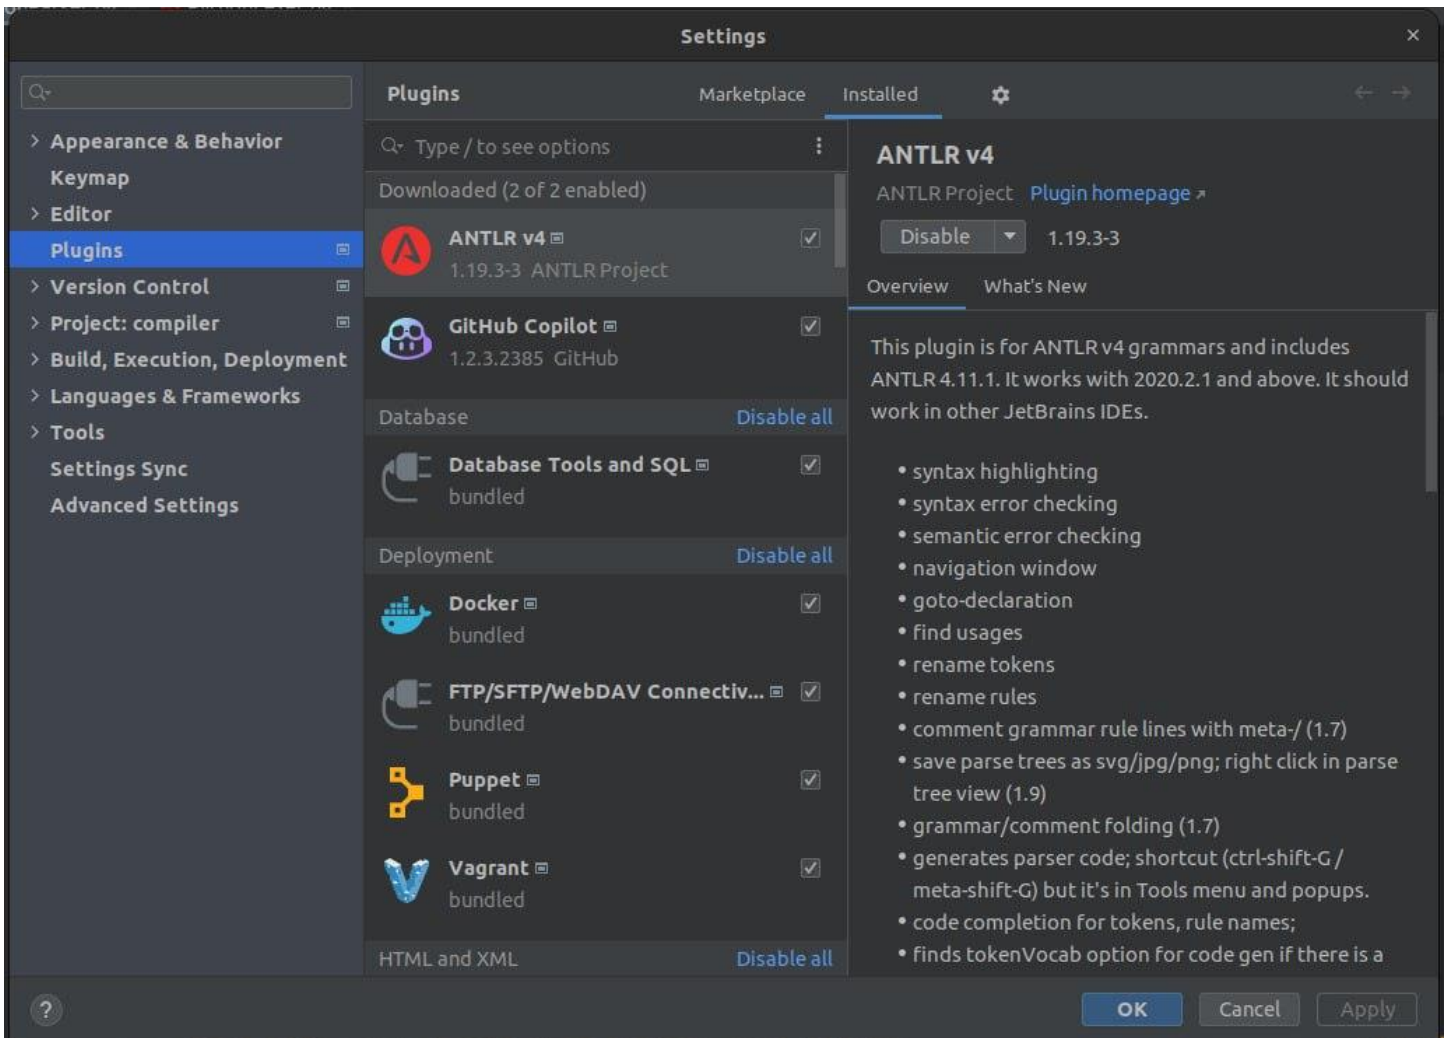 Settings
Plugins
Marketplace
Installed
Appearance & Behavior
Keymap
Editor
Plugins
Version Control
Project: compiler
Build, Execution, Deployment
Languages & Frameworks
Tools
Settings Sync
Advanced Settings
Type / to see options
Downloaded (2 of 2 enabled)
ANTLR v4
1.19.3-3 ANTLR Project
GitHub Copilot
1.2.3.2385 GitHub
Database
Disable all
Database Tools and SQL
bundled
Deployment
Disable all
Docker
bundled
FTP/SFTP/WebDAV Connectiv...
bundled
Puppet
bundled
Vagrant
bundled
HTML and XML
Disable all
ANTLR v4
ANTLR Project Plugin homepage
Disable
1.19.3-3
Overview
What's New
This plugin is for ANTLR v4 grammars and includes
ANTLR 4.11.1. It works with 2020.2.1 and above. It should
work in other JetBrains IDEs.
• syntax highlighting
• syntax error checking
• semantic error checking
• navigation window
• goto-declaration
• find usages
• rename tokens
• rename rules
• comment grammar rule lines with meta-/ (1.7)
• save parse trees as svg/jpg/png; right click in parse
tree view (1.9)
• grammar/comment folding (1.7)
• generates parser code; shortcut (ctrl-shift-G /
meta-shift-G) but it's in Tools menu and popups.
• code completion for tokens, rule names;
• finds tokenVocab option for code gen if there is a
?
OK
Cancel
Apply